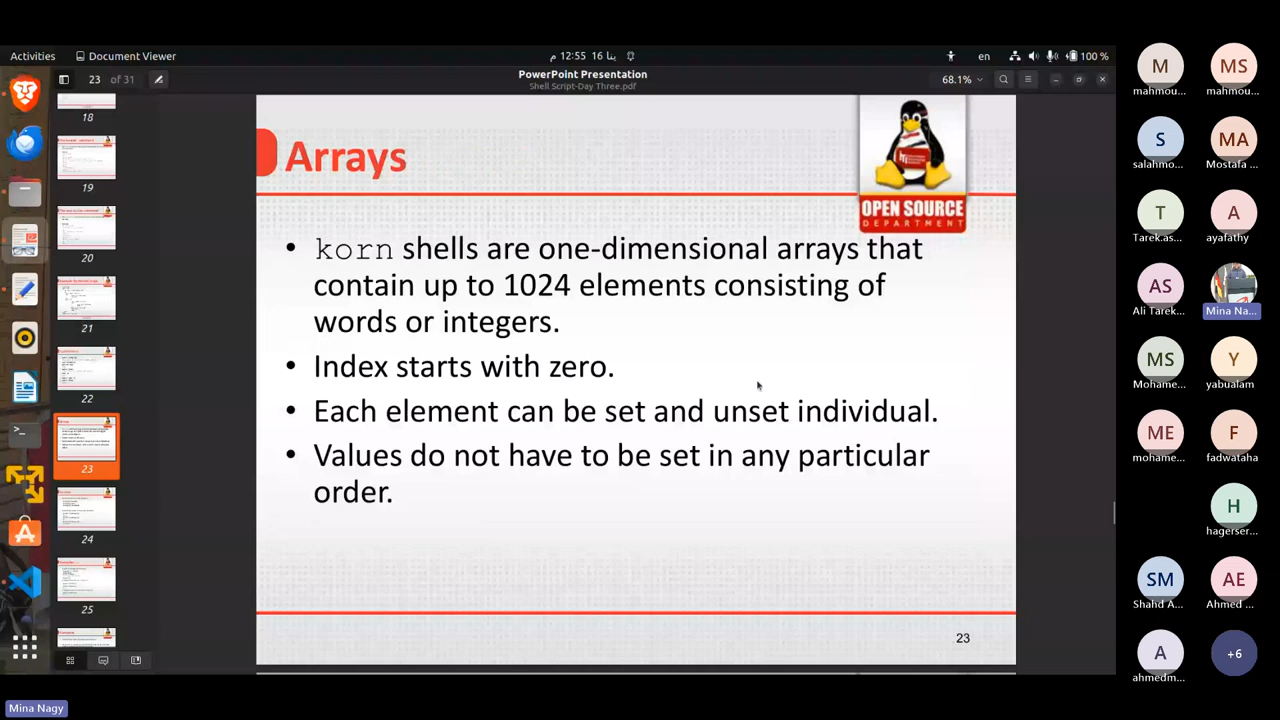 Activities
Document Viewer
م 12:55 ينا 16
en
100 %
23 of 31
PowerPoint Presentation
Shell Script-Day Three.pdf
68.1%
18
19
20
21
22
23
24
25
Arrays
OPEN SOURCE
DEPARTMENT
• korn shells are one-dimensional arrays that
contain up to 1024 elements consisting of
words or integers.
• Index starts with zero.
• Each element can be set and unset individual.
• Values do not have to be set in any particular
order.
23
M
mahmou...
MS
mahmou...
S
salahmo...
MA
Mostafa ...
T
Tarek.as...
A
ayafathy
AS
Ali Tarek...
Mina Na...
MS
Mohame...
Y
yabualam
ME
mohame...
F
fadwataha
H
hagerser...
SM
Shahd A...
AE
Ahmed ...
A
ahmedm...
+6
Mina Nagy